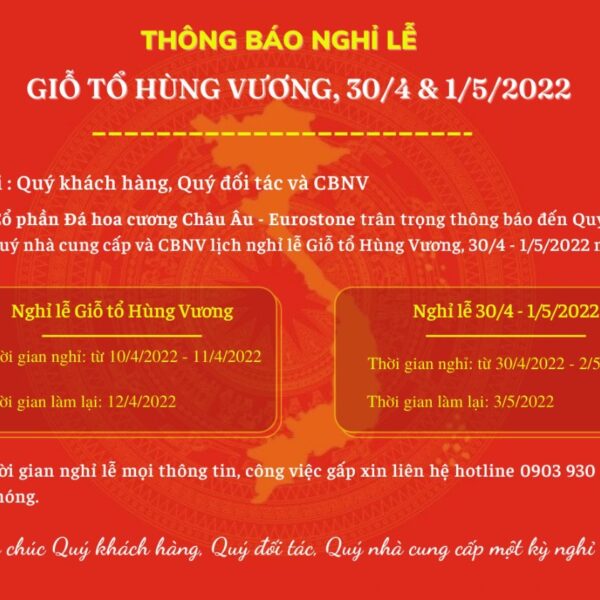 THÔNG BÁO NGHỈ LỄ
GIỖ TỔ HÙNG VƯƠNG, 30/4 & 1/5/2022
: Quý khách hàng, Quý đối tác và CBNV
Cổ phần Đá hoa cương Châu Âu - Eurostone trân trọng thông báo đến Quý
Quý nhà cung cấp và CBNV lịch nghỉ lễ Giỗ tổ Hùng Vương, 30/4 - 1/5/2022
Nghỉ lễ Giỗ tổ Hùng Vương
Thời gian nghỉ: từ 10/4/2022 - 11/4/2022
Thời gian làm lại: 12/4/2022
Nghỉ lễ 30/4 - 1/5/2022
Thời gian nghỉ: từ 30/4/2022 - 2/5
Thời gian làm lại: 3/5/2022
thời gian nghỉ lễ mọi thông tin, công việc gấp xin liên hệ hotline 0903 930
chúc Quý khách hàng, Quý đối tác, Quý nhà cung cấp một kỳ nghỉ